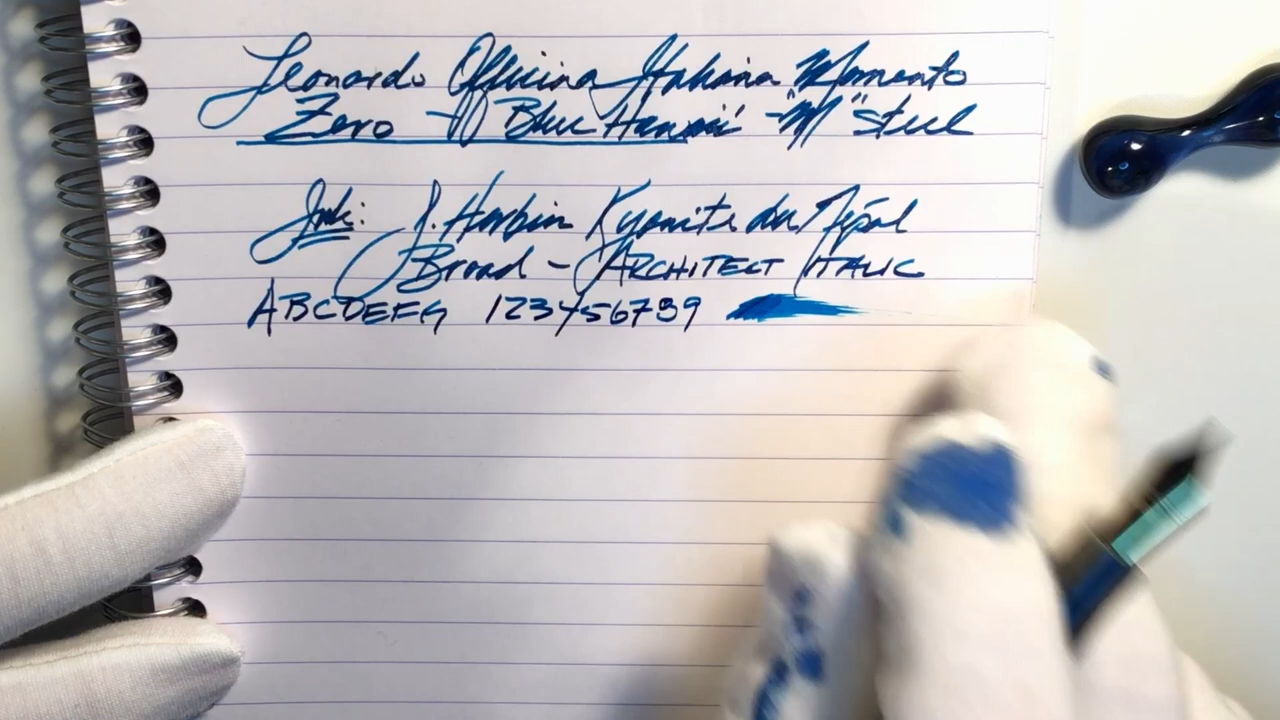 Leonardo Officina Italiana Momento
Zero - "Blue Hawaii" - "M" steel
Ink: J. Herbin Kyanite du Népal
Broad - ARCHITECT ITALIC
ABCDEFG 123456789